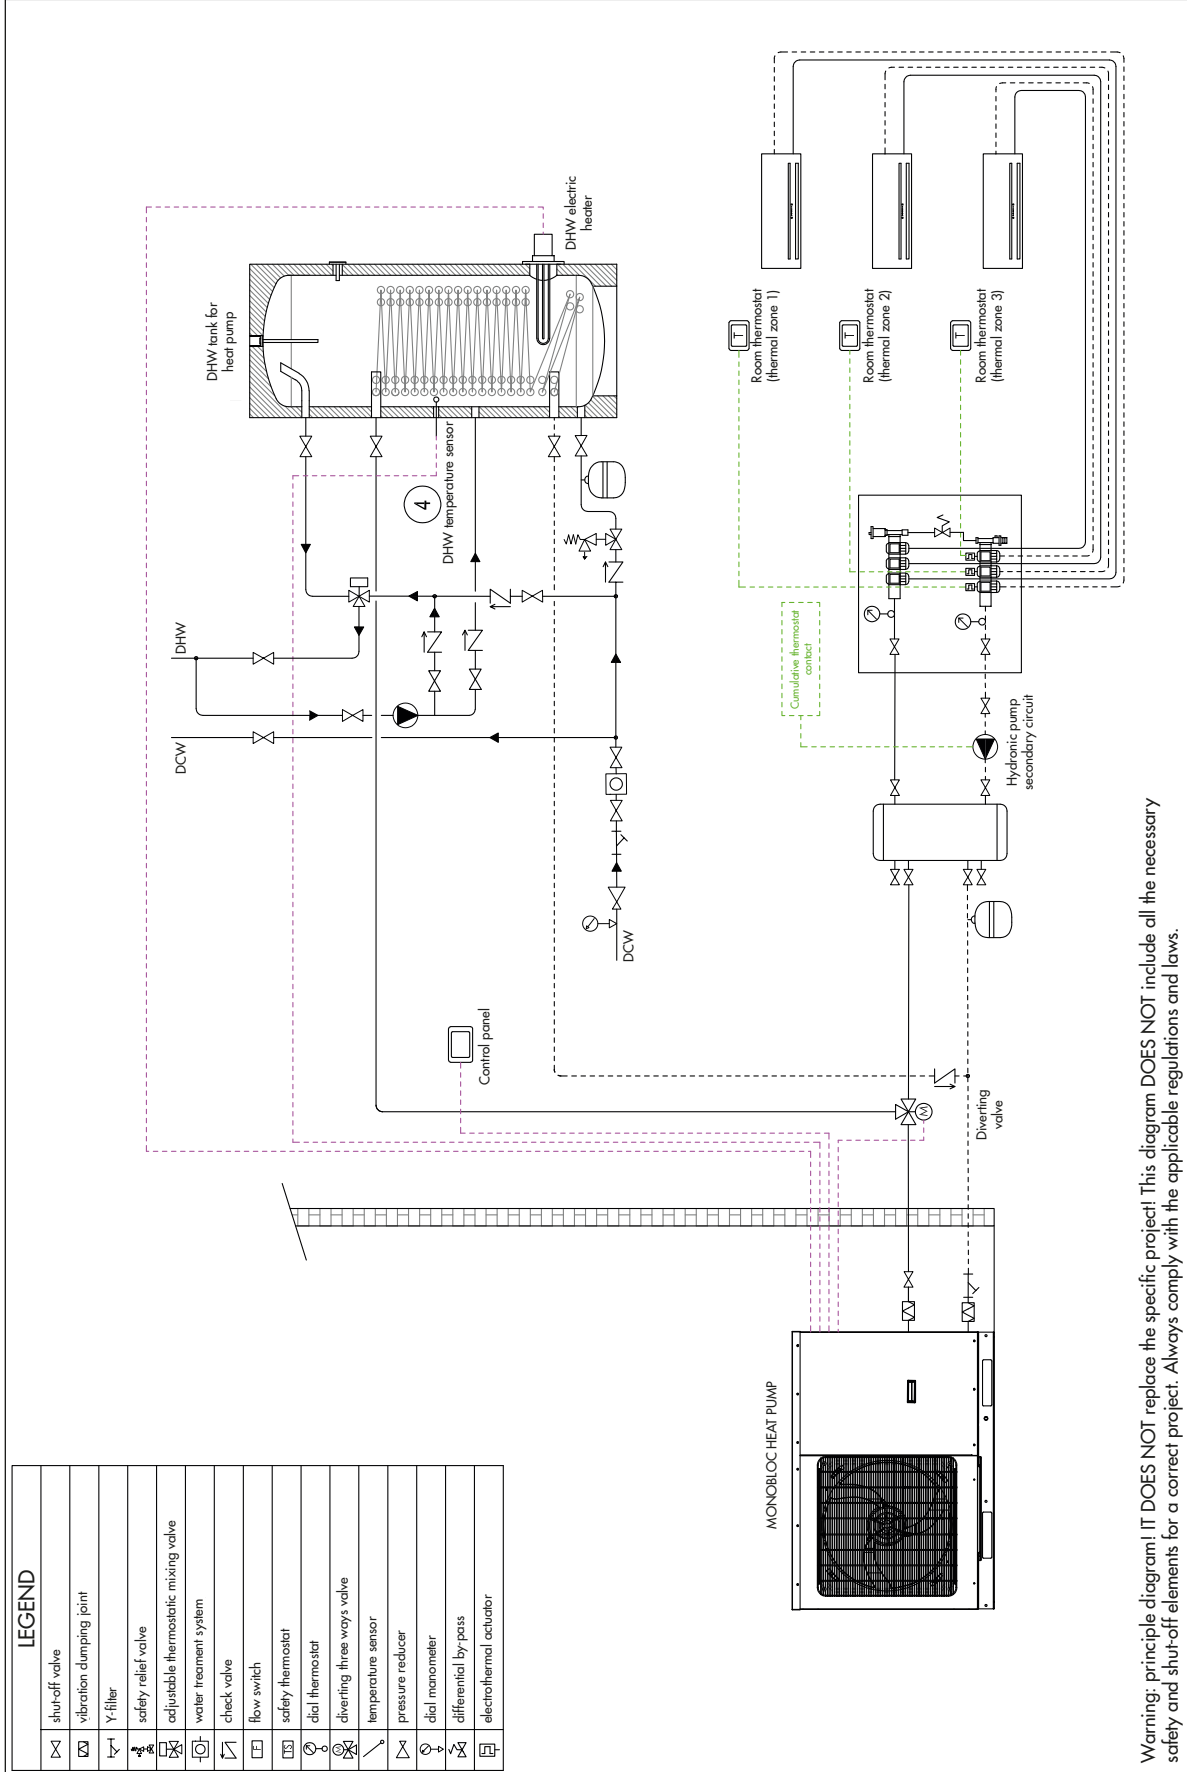 LEGEND
shut-off valve
vibration dumping joint
Y-filter
safety relief valve
adjustable thermostatic mixing valve
water treament system
check valve
F
flow switch
TS
safety thermostat
dial thermostat
M
diverting three ways valve
temperature sensor
pressure reducer
dial manometer
differential by-pass
electrothermal actuator
MONOBLOC HEAT PUMP
Control panel
M
Diverting
valve
DCW
DCW
DHW
DHW tank for
heat pump
4
DHW temperature sensor
DHW electric
heater
Hydronic pump
secondary circuit
Cumulative thermostat
contact
T
Room thermostat
(thermal zone 1)
T
Room thermostat
(thermal zone 2)
T
Room thermostat
(thermal zone 3)
Warning: principle diagram! IT DOES NOT replace the specific project! This diagram DOES NOT include all the necessary
safety and shut-off elements for a correct project. Always comply with the applicable regulations and laws.